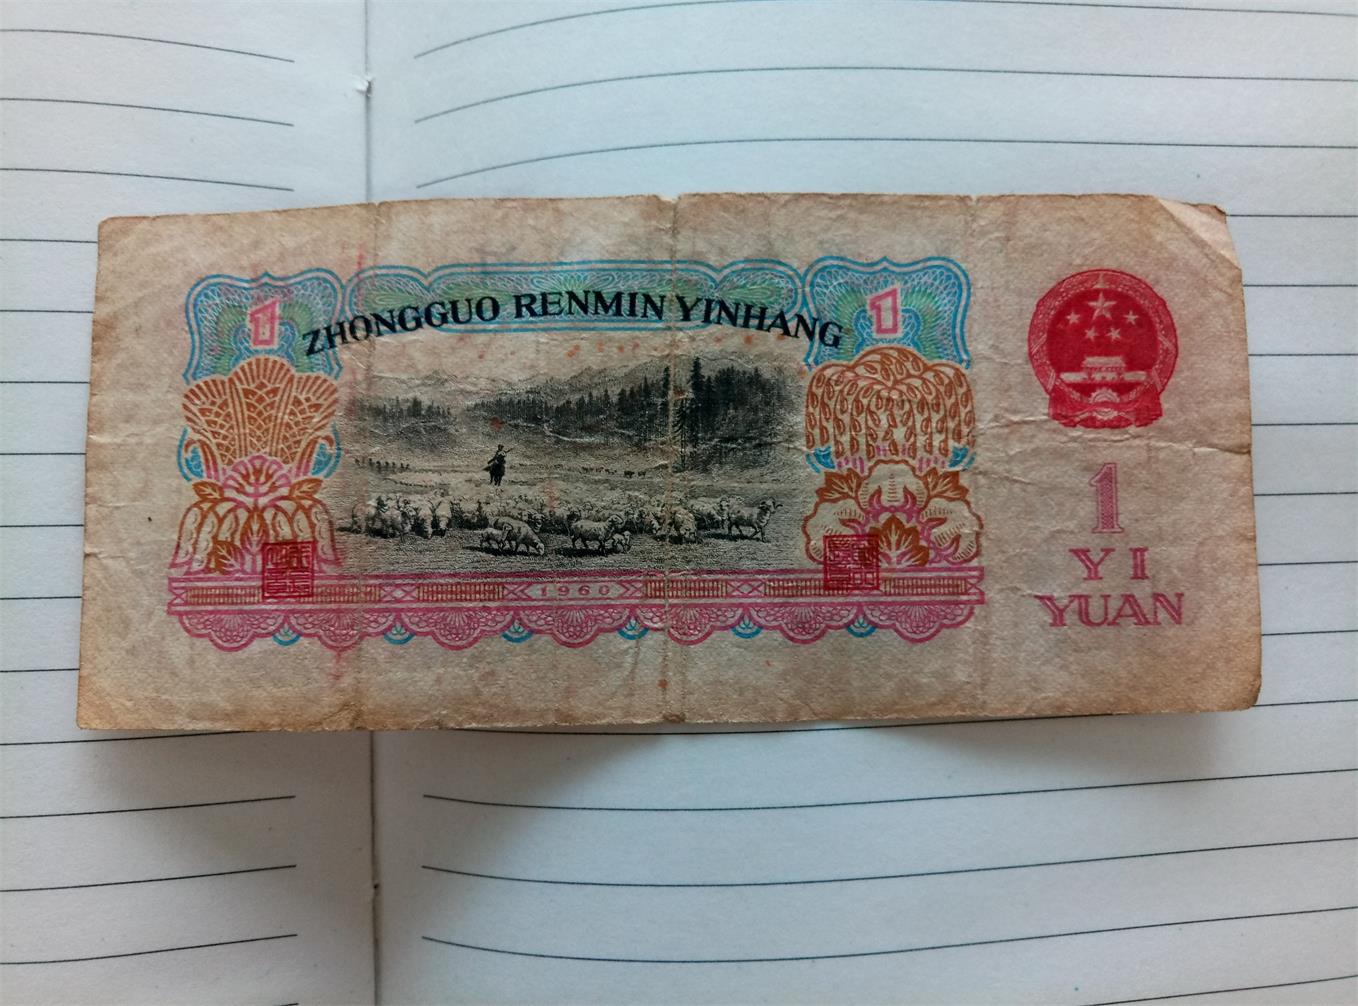 1
1
ZHONGGUO RENMIN YINHANG
1960
1
YI
YUAN